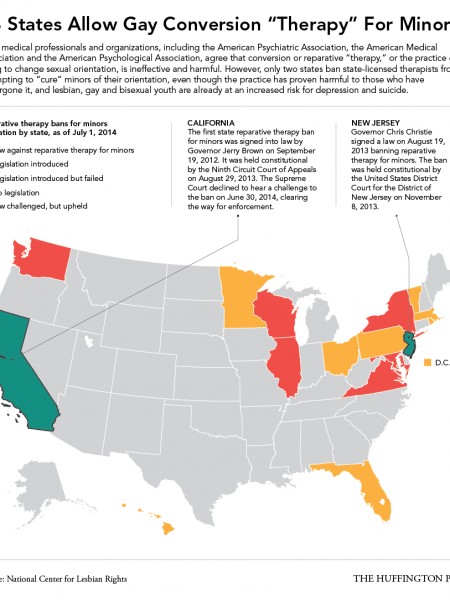 States Allow Gay Conversion “Therapy” For Minor
medical professionals and organizations, including the American Psychiatric Association, the American Medical
and the American Psychological Association, agree that conversion or reparative “therapy,” or the practice
to change sexual orientation, is ineffective and harmful. However, only two states ban state-licensed therapists
to “cure” minors of their orientation, even though the practice has proven harmful to those who have
it, and lesbian, gay and bisexual youth are already at an increased risk for depression and suicide.
therapy bans for minors
by state, as of July 1, 2014
against reparative therapy for minors
introduced
introduced but failed
legislation
challenged, but upheld
CALIFORNIA
The first state reparative therapy ban
for minors was signed into law by
Governor Jerry Brown on September
19, 2012. It was held constitutional
by the Ninth Circuit Court of Appeals
on August 29, 2013. The Supreme
Court declined to hear a challenge to
the ban on June 30, 2014, clearing
the way for enforcement.
NEW JERSEY
Governor Chris Christie
signed a law on August 19,
2013 banning reparative
therapy for minors. The ban
was held constitutional by
the United States District
Court for the District of
New Jersey on November
8, 2013.
D.C.
National Center for Lesbian Rights
THE HUFFINGTON P